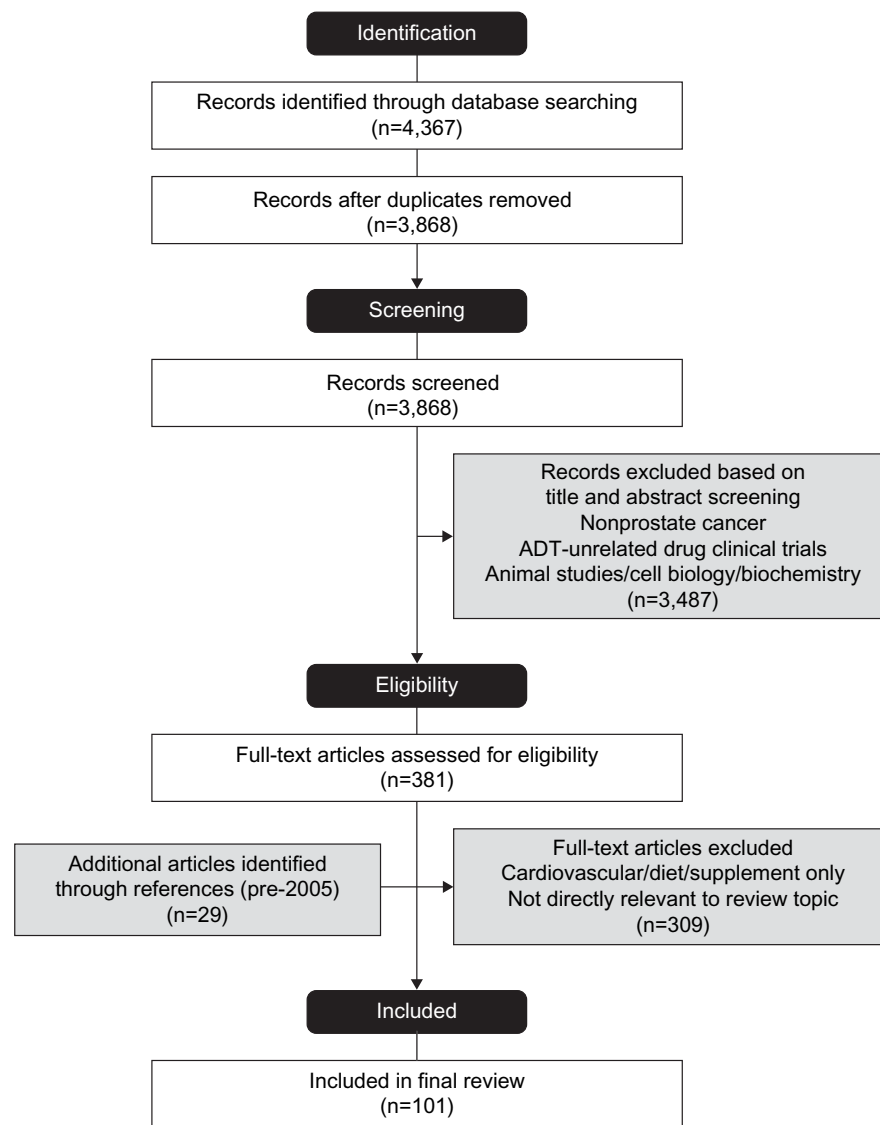 Identification
Records identified through database searching
(n=4,367)
Records after duplicates removed
(n=3,868)
Screening
Records screened
(n=3,868)
Records excluded based on
title and abstract screening
Nonprostate cancer
ADT-unrelated drug clinical trials
Animal studies/cell biology/biochemistry
(n=3,487)
Eligibility
Full-text articles assessed for eligibility
(n=381)
Additional articles identified
through references (pre-2005)
(n=29)
Full-text articles excluded
Cardiovascular/diet/supplement only
Not directly relevant to review topic
(n=309)
Included
Included in final review
(n=101)